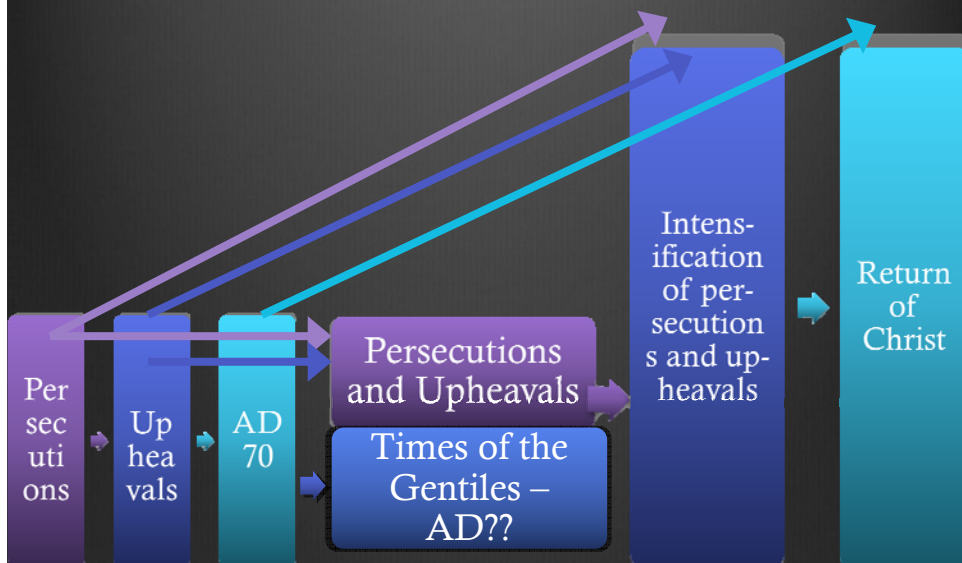 Per
sec
uti
ons
Up
hea
vals
AD
70
Persecutions
and Upheavals
Times of the
Gentiles –
AD??
Intens-
ification
of per-
secution
s and up-
heavals
Return
of
Christ